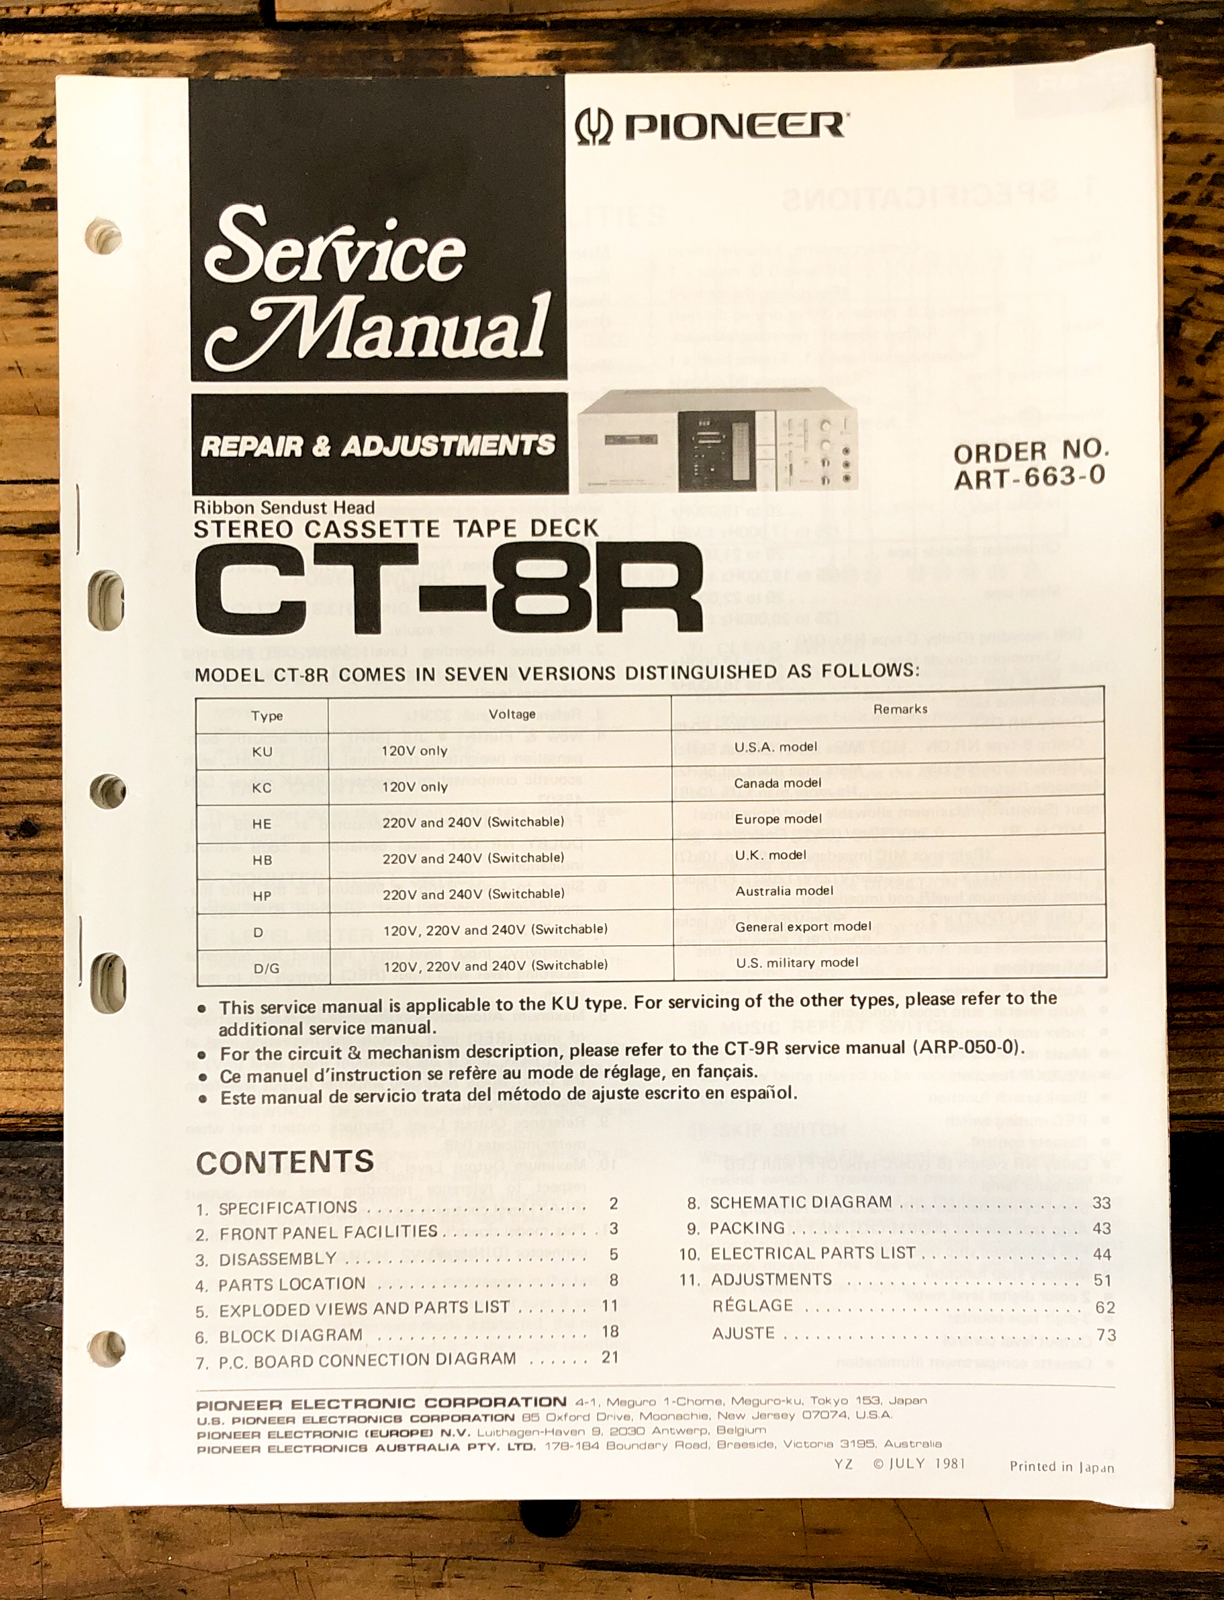 PIONEER
Service
Manual
REPAIR & ADJUSTMENTS
ORDER NO.
ART-663-0
Ribbon Sendust Head
STEREO CASSETTE TAPE DECK
CT-8R
MODEL CT-8R COMES IN SEVEN VERSIONS DISTINGUISHED AS FOLLOWS:
Type Voltage Remarks
KU 120V only U.S.A. model
KC 120V only Canada model
HE 220V and 240V (Switchable) Europe model
HB 220V and 240V (Switchable) U.K. model
HP 220V and 240V (Switchable) Australia model
D 120V, 220V and 240V (Switchable) General export model
D/G 120V, 220V and 240V (Switchable) U.S. military model
• This service manual is applicable to the KU type. For servicing of the other types, please refer to the
additional service manual.
• For the circuit & mechanism description, please refer to the CT-9R service manual (ARP-050-0).
• Ce manuel d'instruction se refère au mode de réglage, en fançais.
• Este manual de servicio trata del método de ajuste escrito en español.
CONTENTS
1. SPECIFICATIONS ...................... 2
2. FRONT PANEL FACILITIES ................ 3
3. DISASSEMBLY ........................ 5
4. PARTS LOCATION ..................... 8
5. EXPLODED VIEWS AND PARTS LIST ....... 11
6. BLOCK DIAGRAM ..................... 18
7. P.C. BOARD CONNECTION DIAGRAM ...... 21
8. SCHEMATIC DIAGRAM .................. 33
9. PACKING ............................ 43
10. ELECTRICAL PARTS LIST ................ 44
11. ADJUSTMENTS ....................... 51
RÉGLAGE ........................... 62
AJUSTE ............................. 73
PIONEER ELECTRONIC CORPORATION 4-1, Meguro 1-Chome, Meguro-ku, Tokyo 153, Japan
U.S. PIONEER ELECTRONICS CORPORATION 85 Oxford Drive, Moonachie, New Jersey 07074, U.S.A.
PIONEER ELECTRONIC (EUROPE) N.V. Luithagen-Haven 9, 2030 Antwerp, Belgium
PIONEER ELECTRONICS AUSTRALIA PTY. LTD. 178-184 Boundary Road, Braeside, Victoria 3195, Australia
YZ © JULY 1981 Printed in Japan